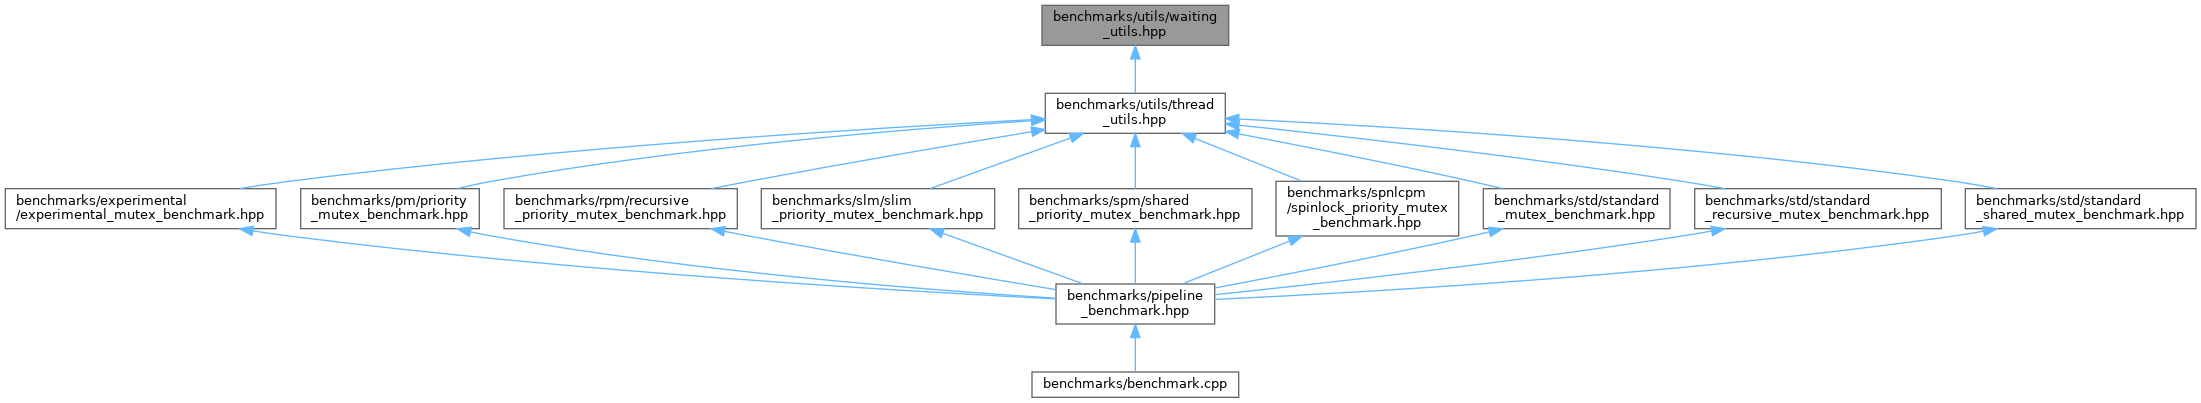 benchmarks/utils/waiting
_utils.hpp
benchmarks/utils/thread
_utils.hpp
benchmarks/experimental
/experimental_mutex_benchmark.hpp
benchmarks/pm/priority
_mutex_benchmark.hpp
benchmarks/rpm/recursive
_priority_mutex_benchmark.hpp
benchmarks/slm/slim
_priority_mutex_benchmark.hpp
benchmarks/spm/shared
_priority_mutex_benchmark.hpp
benchmarks/spnlcpm
/spinlock_priority_mutex
_benchmark.hpp
benchmarks/std/standard
_mutex_benchmark.hpp
benchmarks/std/standard
_recursive_mutex_benchmark.hpp
benchmarks/std/standard
_shared_mutex_benchmark.hpp
benchmarks/pipeline
_benchmark.hpp
benchmarks/benchmark.cpp